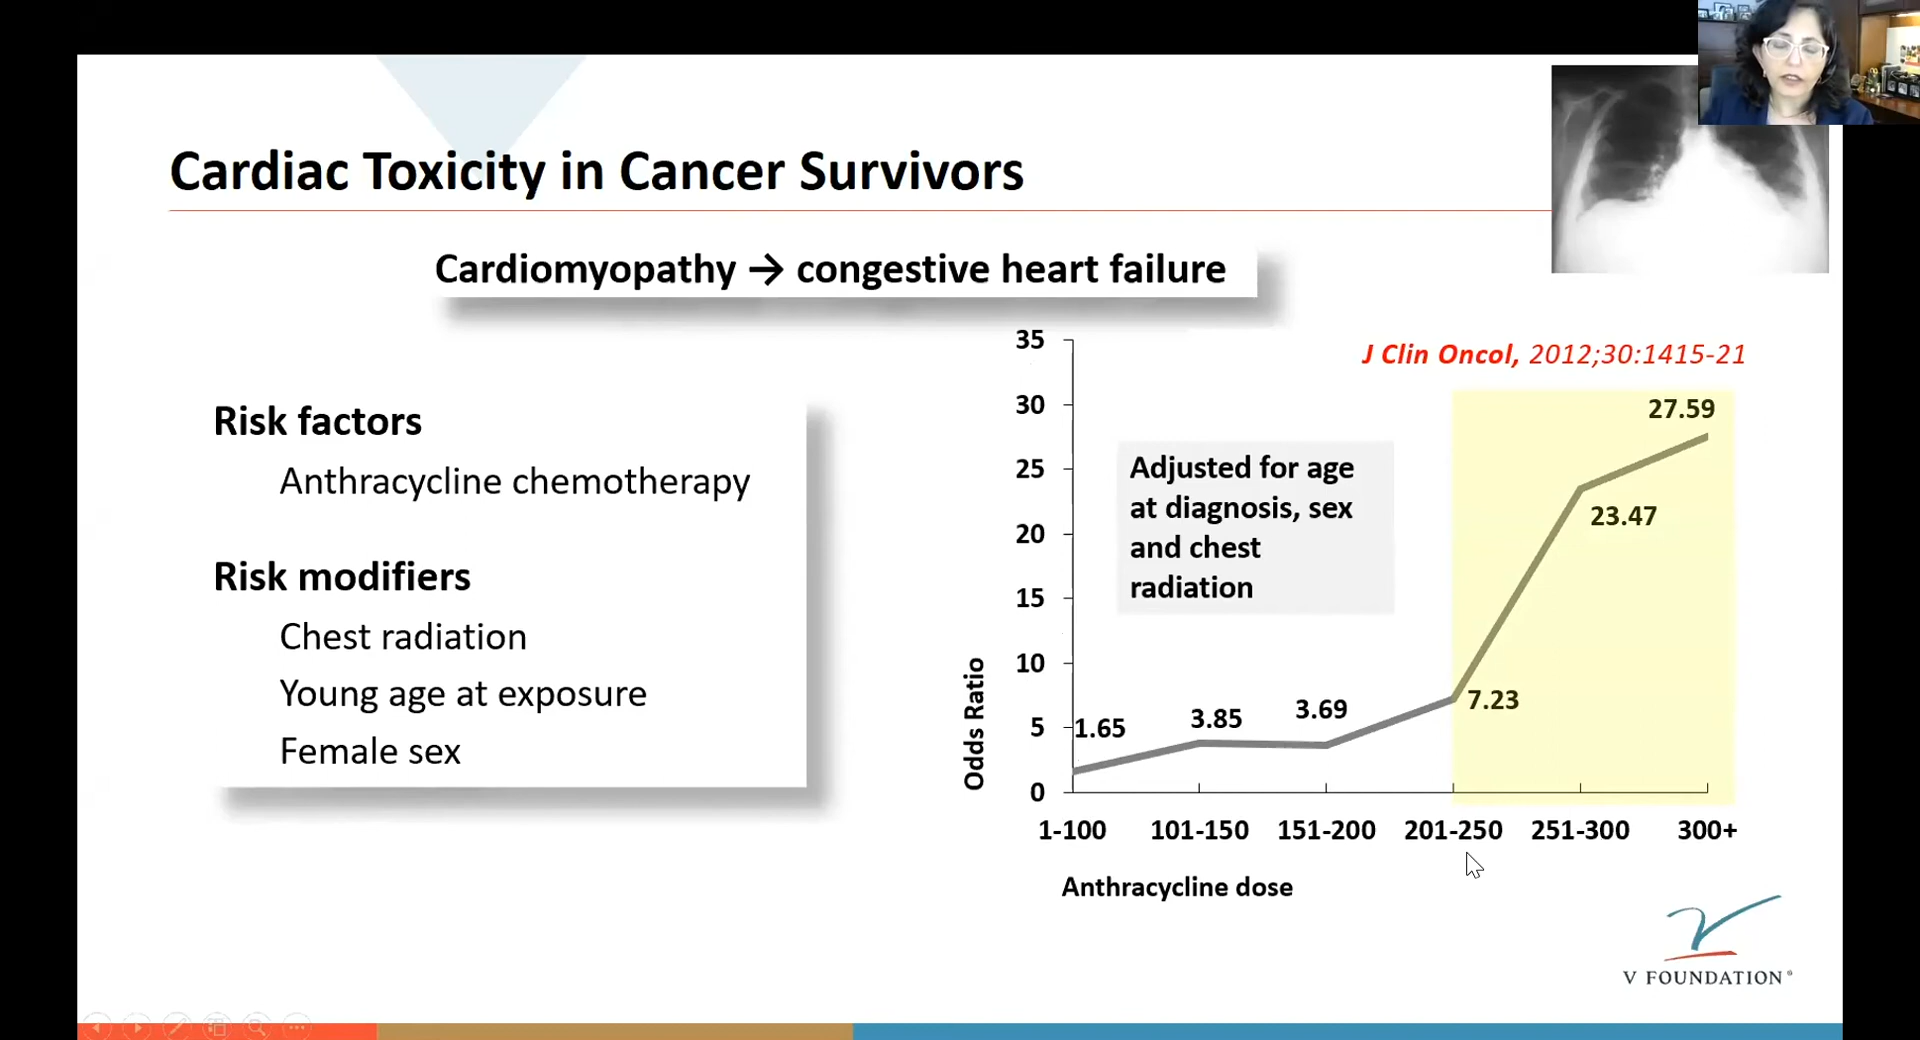 Cardiac Toxicity in Cancer Survivors
Cardiomyopathy → congestive heart failure
Risk factors
Anthracycline chemotherapy
Risk modifiers
Chest radiation
Young age at exposure
Female sex
J Clin Oncol, 2012;30:1415-21
Adjusted for age
at diagnosis, sex
and chest
radiation
Odds Ratio
35
30
25
20
15
10
5
0
1.65
3.85
3.69
7.23
23.47
27.59
1-100 101-150 151-200 201-250 251-300 300+
Anthracycline dose
V FOUNDATION®